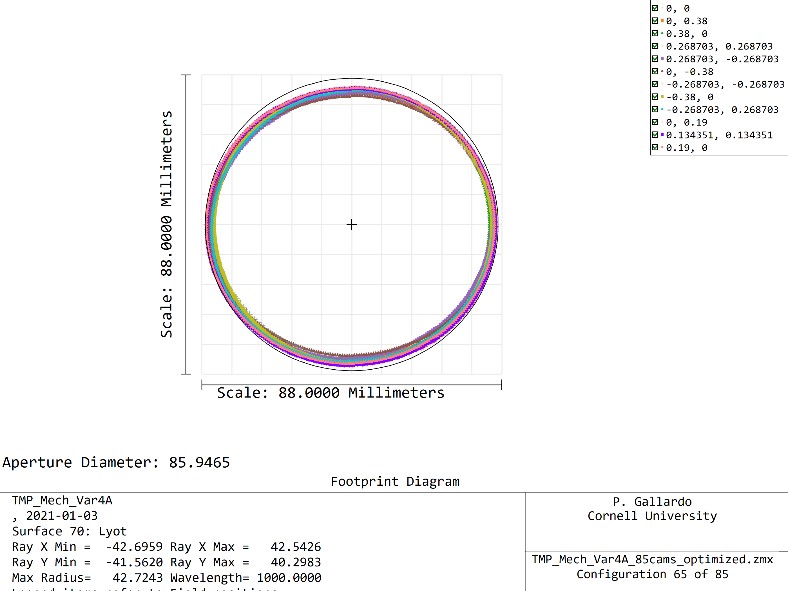 0, 0
0, 0.38
0.38, 0
0.268703, 0.268703
0.268703, -0.268703
0, -0.38
-0.268703, -0.268703
-0.38, 0
-0.268703, 0.268703
0, 0.19
0.134351, 0.134351
0.19, 0
Scale: 88.0000 Millimeters
Scale: 88.0000 Millimeters
Aperture Diameter: 85.9465
Footprint Diagram
TMP_Mech_Var4A
, 2021-01-03
Surface 70: Lyot
Ray X Min = -42.6959 Ray X Max = 42.5426
Ray Y Min = -41.5620 Ray Y Max = 40.2983
Max Radius= 42.7243 Wavelength= 1000.0000
P. Gallardo
Cornell University
TMP_Mech_Var4A_85cams_optimized.zmx
Configuration 65 of 85